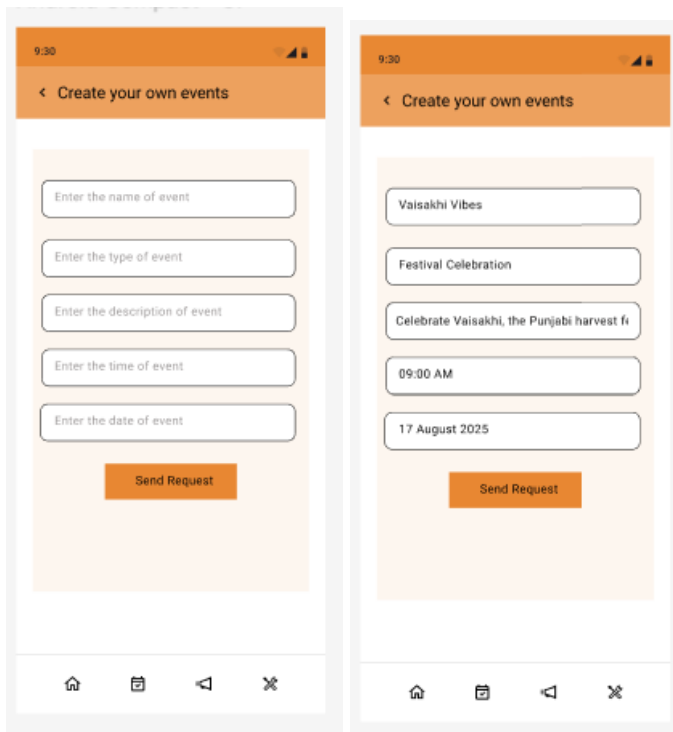 9:30
Create your own events
Enter the name of event
Enter the type of event
Enter the description of event
Enter the time of event
Enter the date of event
Send Request
9:30
Create your own events
Vaisakhi Vibes
Festival Celebration
Celebrate Vaisakhi, the Punjabi harvest
09:00 AM
17 August 2025
Send Request